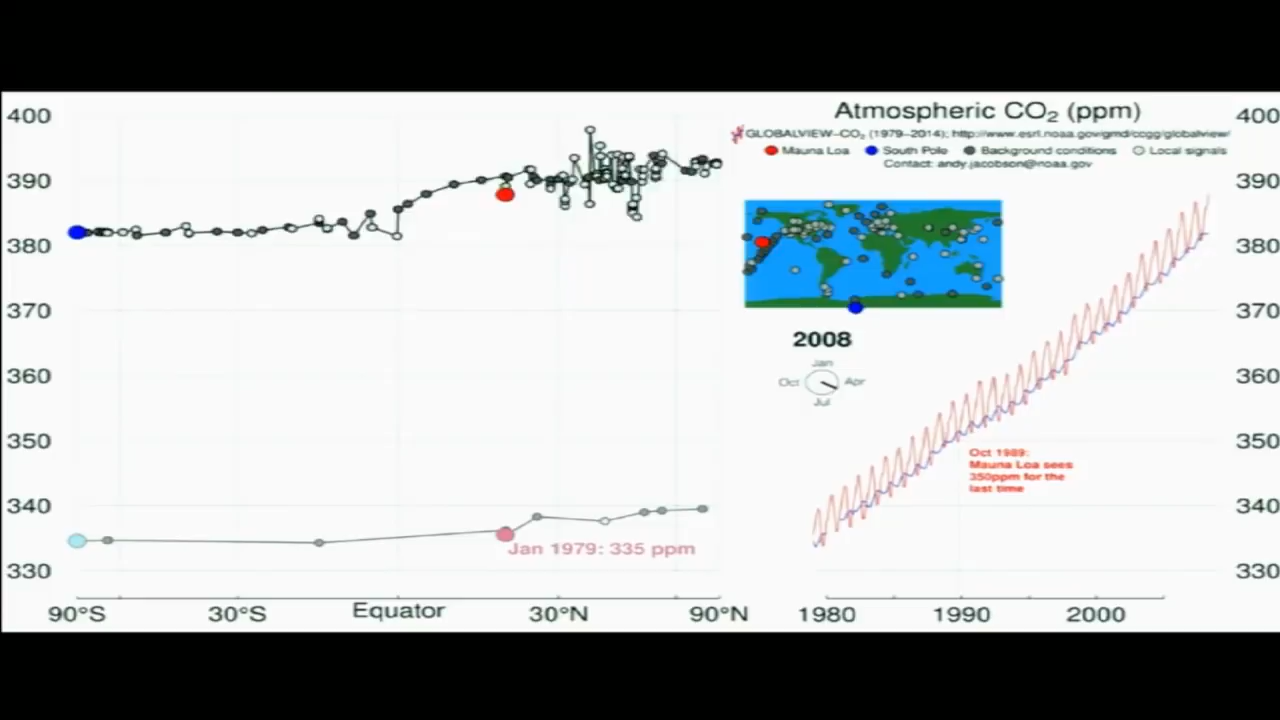 Atmospheric CO₂ (ppm)
GLOBALVIEW-CO₂ (1979-2014); http://www.esrl.noaa.gov/gmd/ccgg/globalview/
Mauna Loa South Pole Background conditions Local signals
Contact: andy.jacobson@noaa.gov
400
390
380
370
360
350
340
330
90°S 30°S Equator 30°N 90°N
Jan 1979: 335 ppm
2008
Jan
Oct Apr
Jul
Oct 1989:
Mauna Loa sees
350ppm for the
last time
400
390
380
370
360
350
340
330
1980 1990 2000